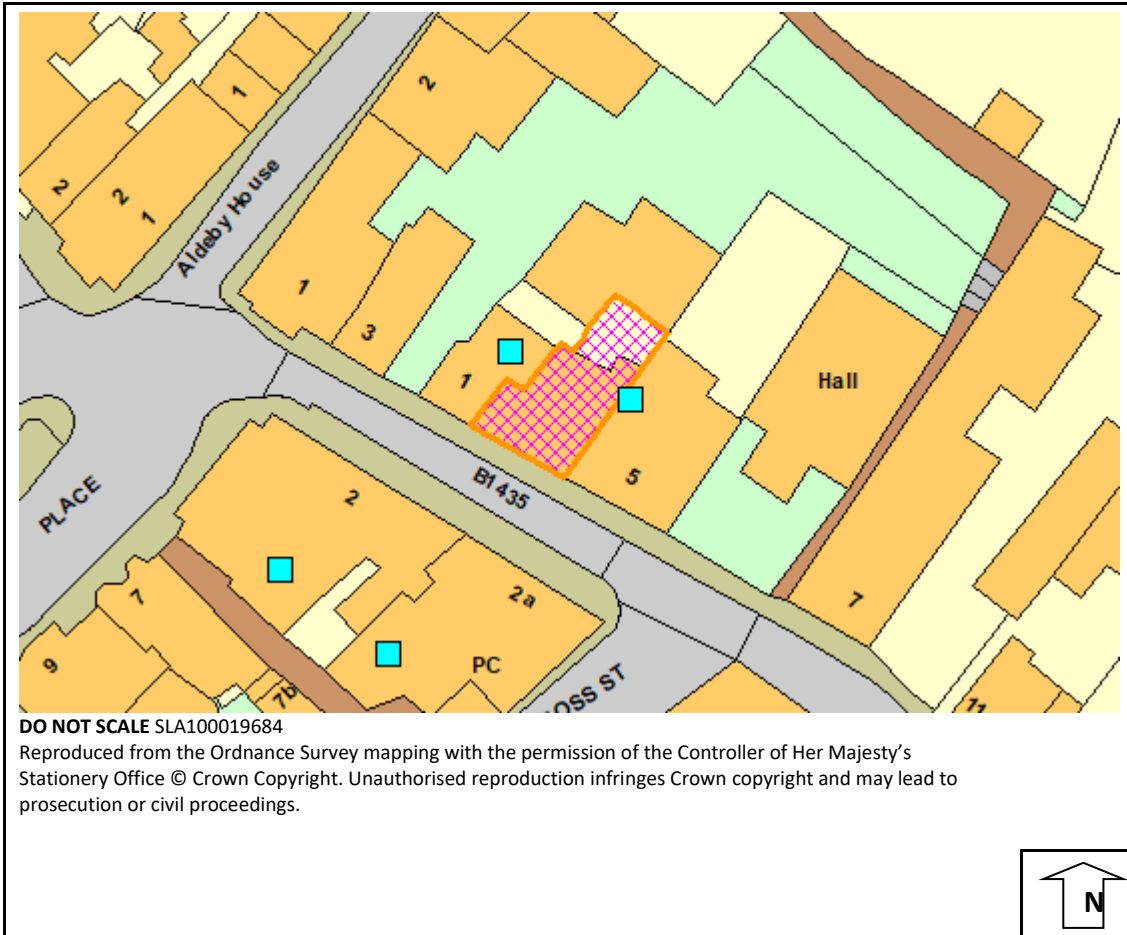 1
2
2
2
1
Aldeby House
1
3
1
Hall
5
B1435
PLACE
2
2a
7
7
9
PC
7b
OSS ST
11
DO NOT SCALE SLA100019684
Reproduced from the Ordnance Survey mapping with the permission of the Controller of Her Majesty's
Stationery Office © Crown Copyright. Unauthorised reproduction infringes Crown copyright and may lead to
prosecution or civil proceedings.
N